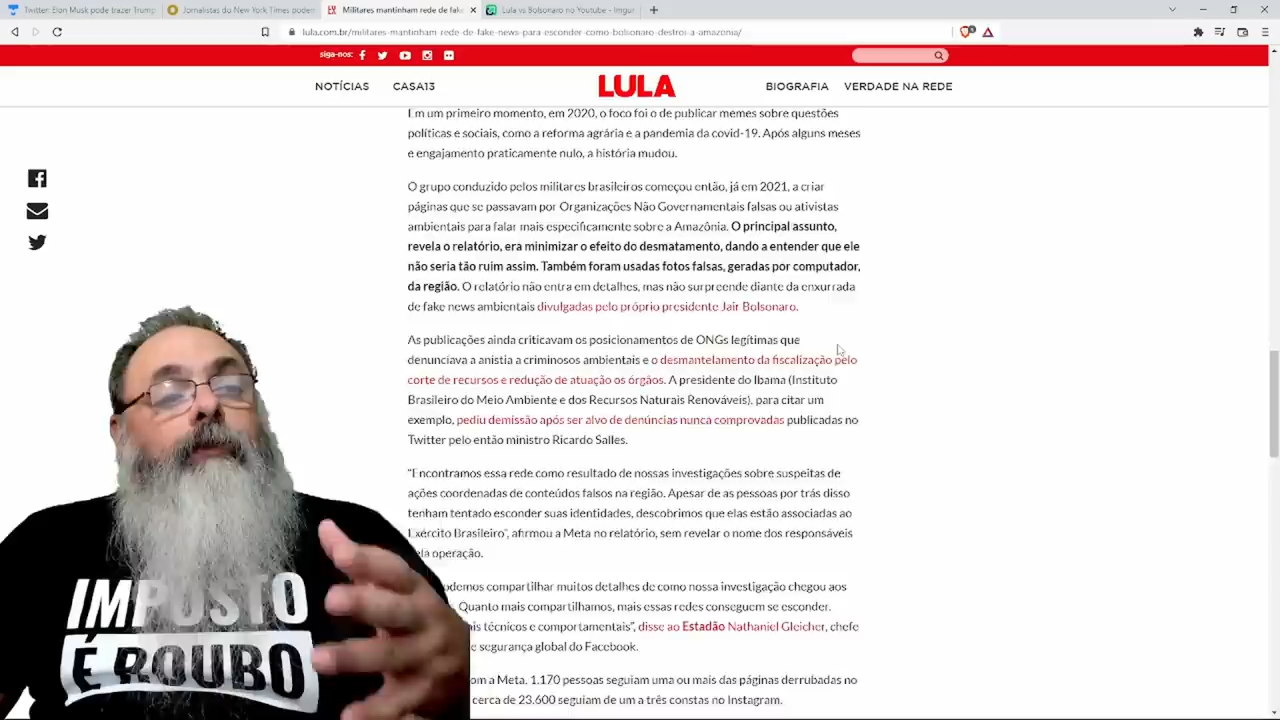 Twitter: Elon Musk pode trazer Trump
Jornalistas do New York Times poder
Militares mantinham rede de fake
Lula vs Bolsonaro no Youtube - Imgur
lula.com.br/militares-mantinham-rede-de-fake-news-para-esconder-como-bolsonaro-destroi-a-amazonia/
siga-nos:
NOTÍCIAS CASA13 LULA BIOGRAFIA VERDADE NA REDE
Em um primeiro momento, em 2020, o foco foi o de publicar memes sobre questões
políticas e sociais, como a reforma agrária e a pandemia da covid-19. Após alguns meses
e engajamento praticamente nulo, a história mudou.
O grupo conduzido pelos militares brasileiros começou então, já em 2021, a criar
páginas que se passavam por Organizações Não Governamentais falsas ou ativistas
ambientais para falar mais especificamente sobre a Amazônia. O principal assunto,
revela o relatório, era minimizar o efeito do desmatamento, dando a entender que ele
não seria tão ruim assim. Também foram usadas fotos falsas, geradas por computador,
da região. O relatório não entra em detalhes, mas não surpreende diante da enxurrada
de fake news ambientais divulgadas pelo próprio presidente Jair Bolsonaro.
As publicações ainda criticavam os posicionamentos de ONGs legítimas que
denunciava a anistia a criminosos ambientais e o desmantelamento da fiscalização pelo
corte de recursos e redução de atuação os órgãos. A presidente do Ibama (Instituto
Brasileiro do Meio Ambiente e dos Recursos Naturais Renováveis), para citar um
exemplo, pediu demissão após ser alvo de denúncias nunca comprovadas publicadas no
Twitter pelo então ministro Ricardo Salles.
"Encontramos essa rede como resultado de nossas investigações sobre suspeitas de
ações coordenadas de conteúdos falsos na região. Apesar de as pessoas por trás disso
tenham tentado esconder suas identidades, descobrimos que elas estão associadas ao
Exército Brasileiro", afirmou a Meta no relatório, sem revelar o nome dos responsáveis
pela operação.
odemos compartilhar muitos detalhes de como nossa investigação chegou aos
Quanto mais compartilhamos, mais essas redes conseguem se esconder.
is técnicos e comportamentais", disse ao Estadão Nathaniel Gleicher, chefe
e segurança global do Facebook.
om a Meta, 1.170 pessoas seguiam uma ou mais das páginas derrubadas no
cerca de 23.600 seguiam de um a três constas no Instagram.
IMPOSTO
É ROUBO